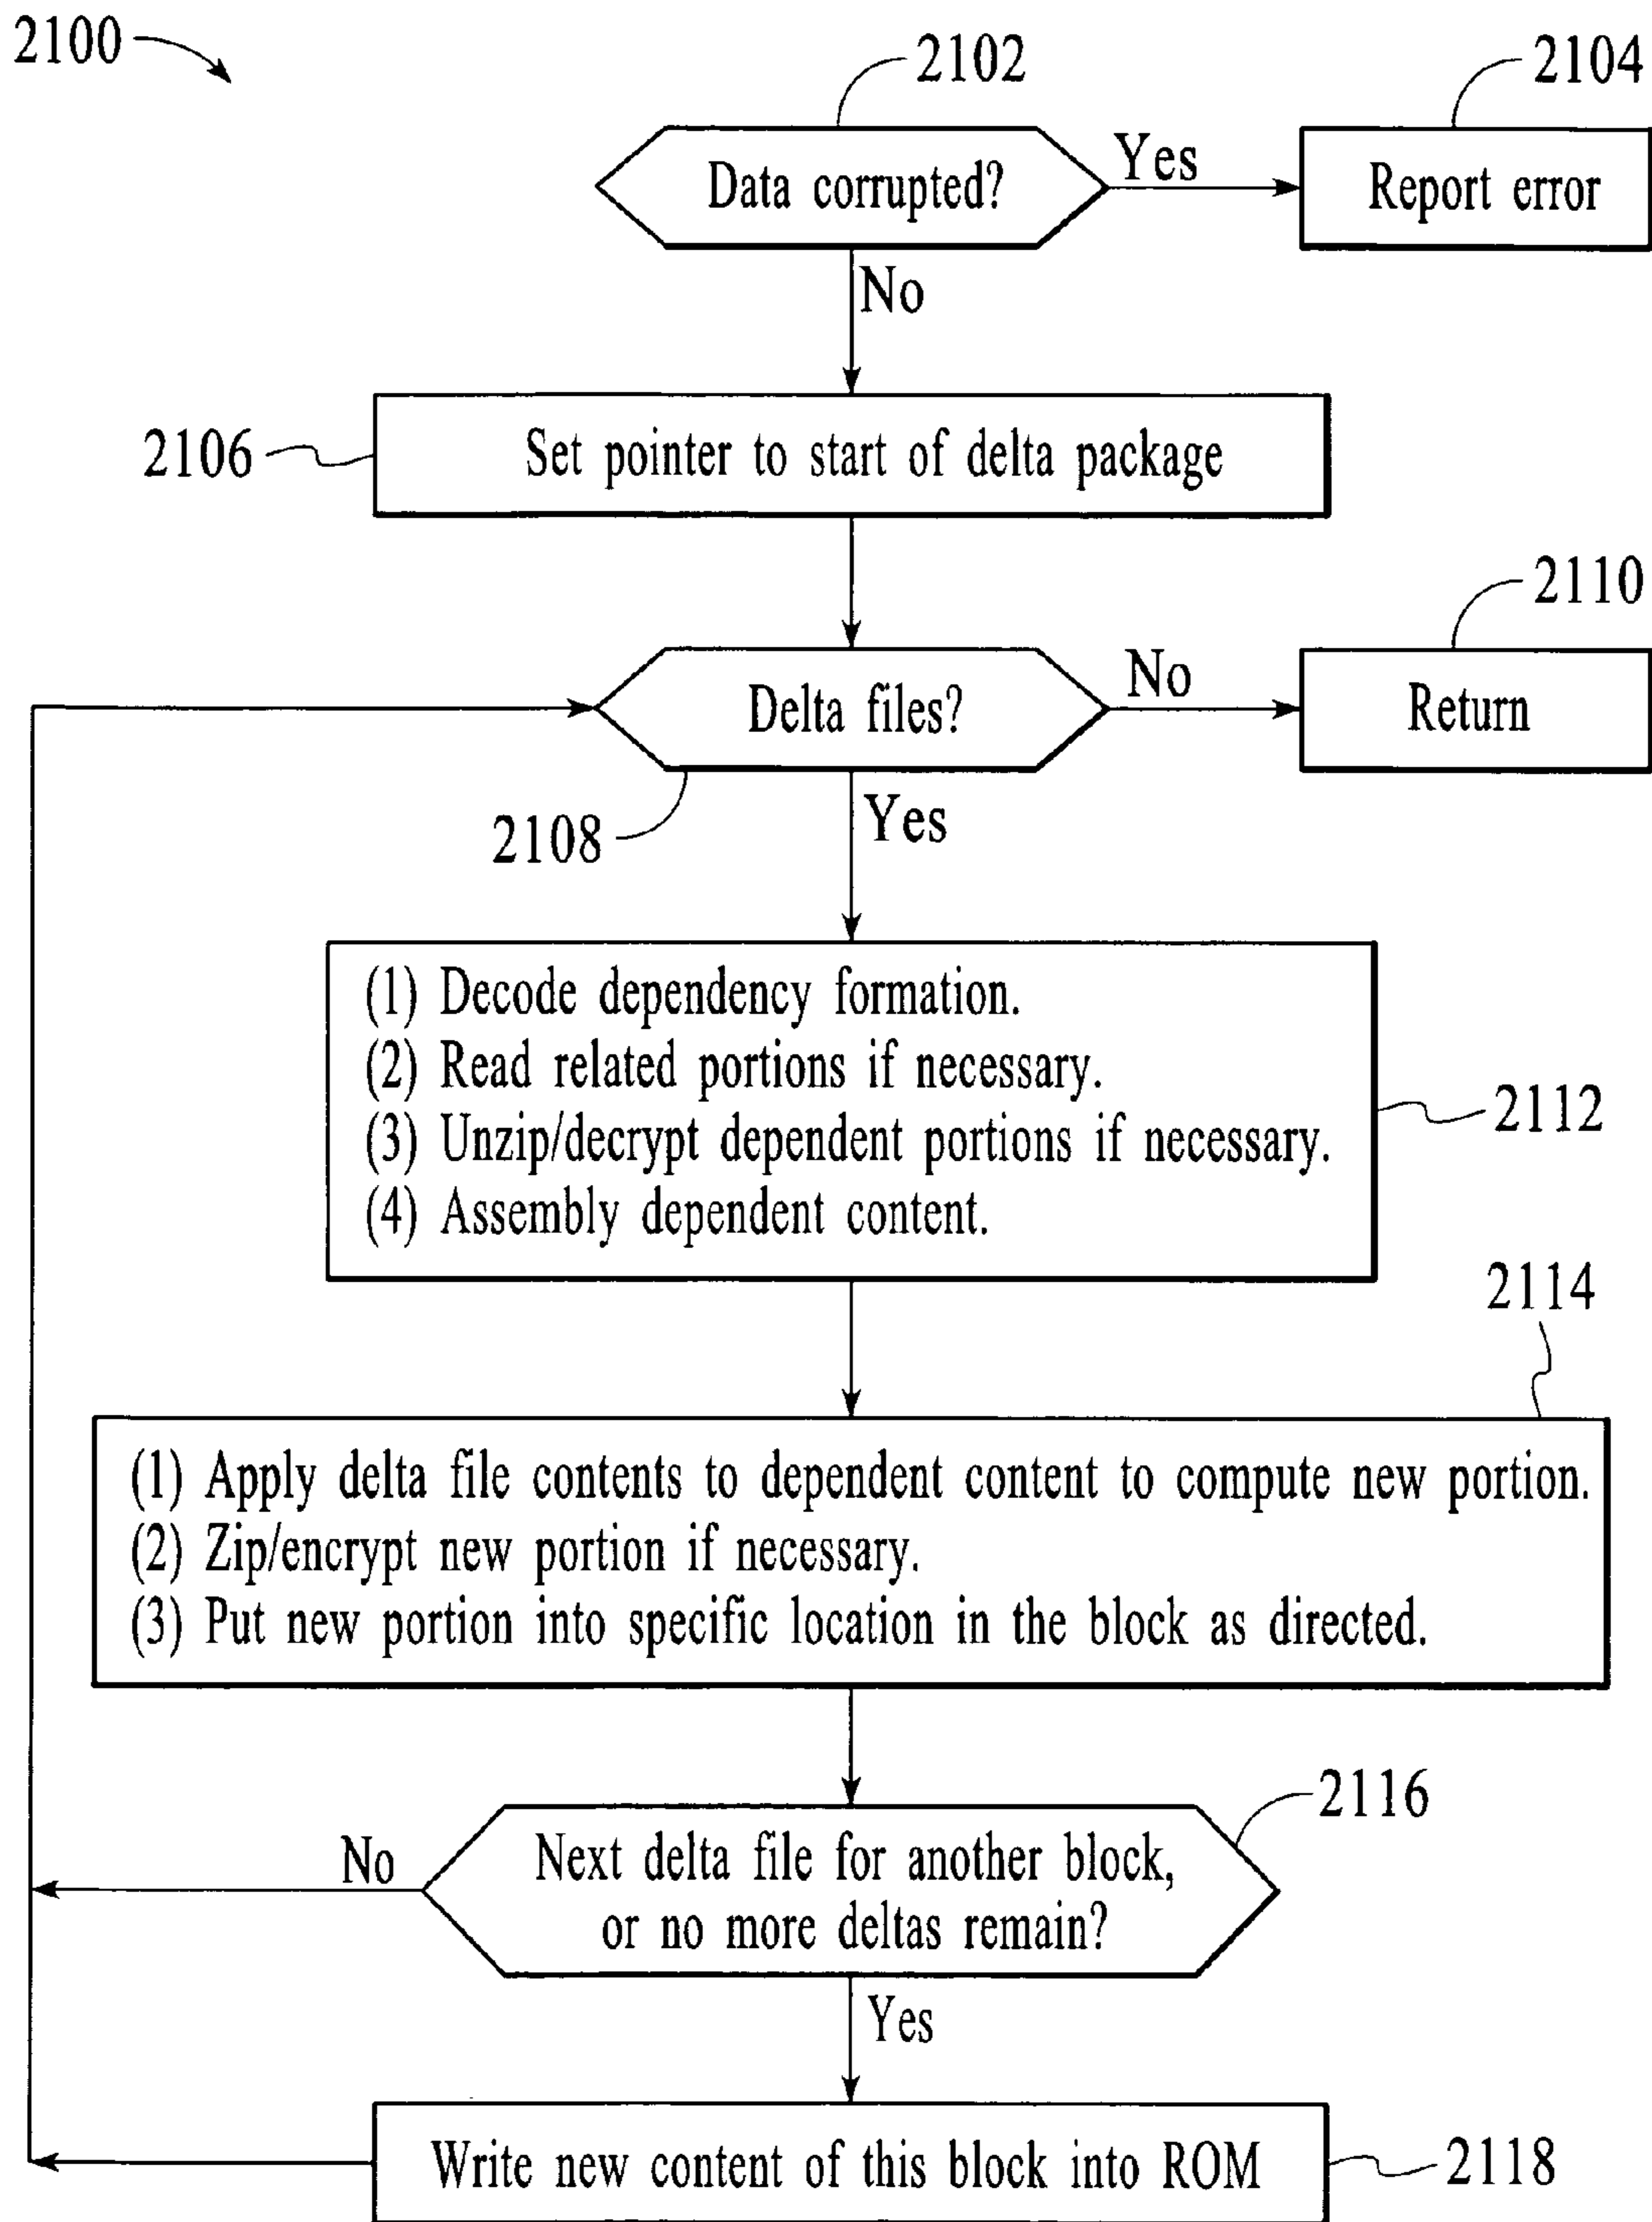 2100
2102
2104
Data corrupted?
Yes
Report error
No
2106
Set pointer to start of delta package
2110
Delta files?
No
Return
2108
Yes
(1) Decode dependency formation.
(2) Read related portions if necessary.
(3) Unzip/decrypt dependent portions if necessary.
(4) Assembly dependent content.
2112
2114
(1) Apply delta file contents to dependent content to compute new portion.
(2) Zip/encrypt new portion if necessary.
(3) Put new portion into specific location in the block as directed.
2116
No
Next delta file for another block,
or no more deltas remain?
Yes
Write new content of this block into ROM
2118